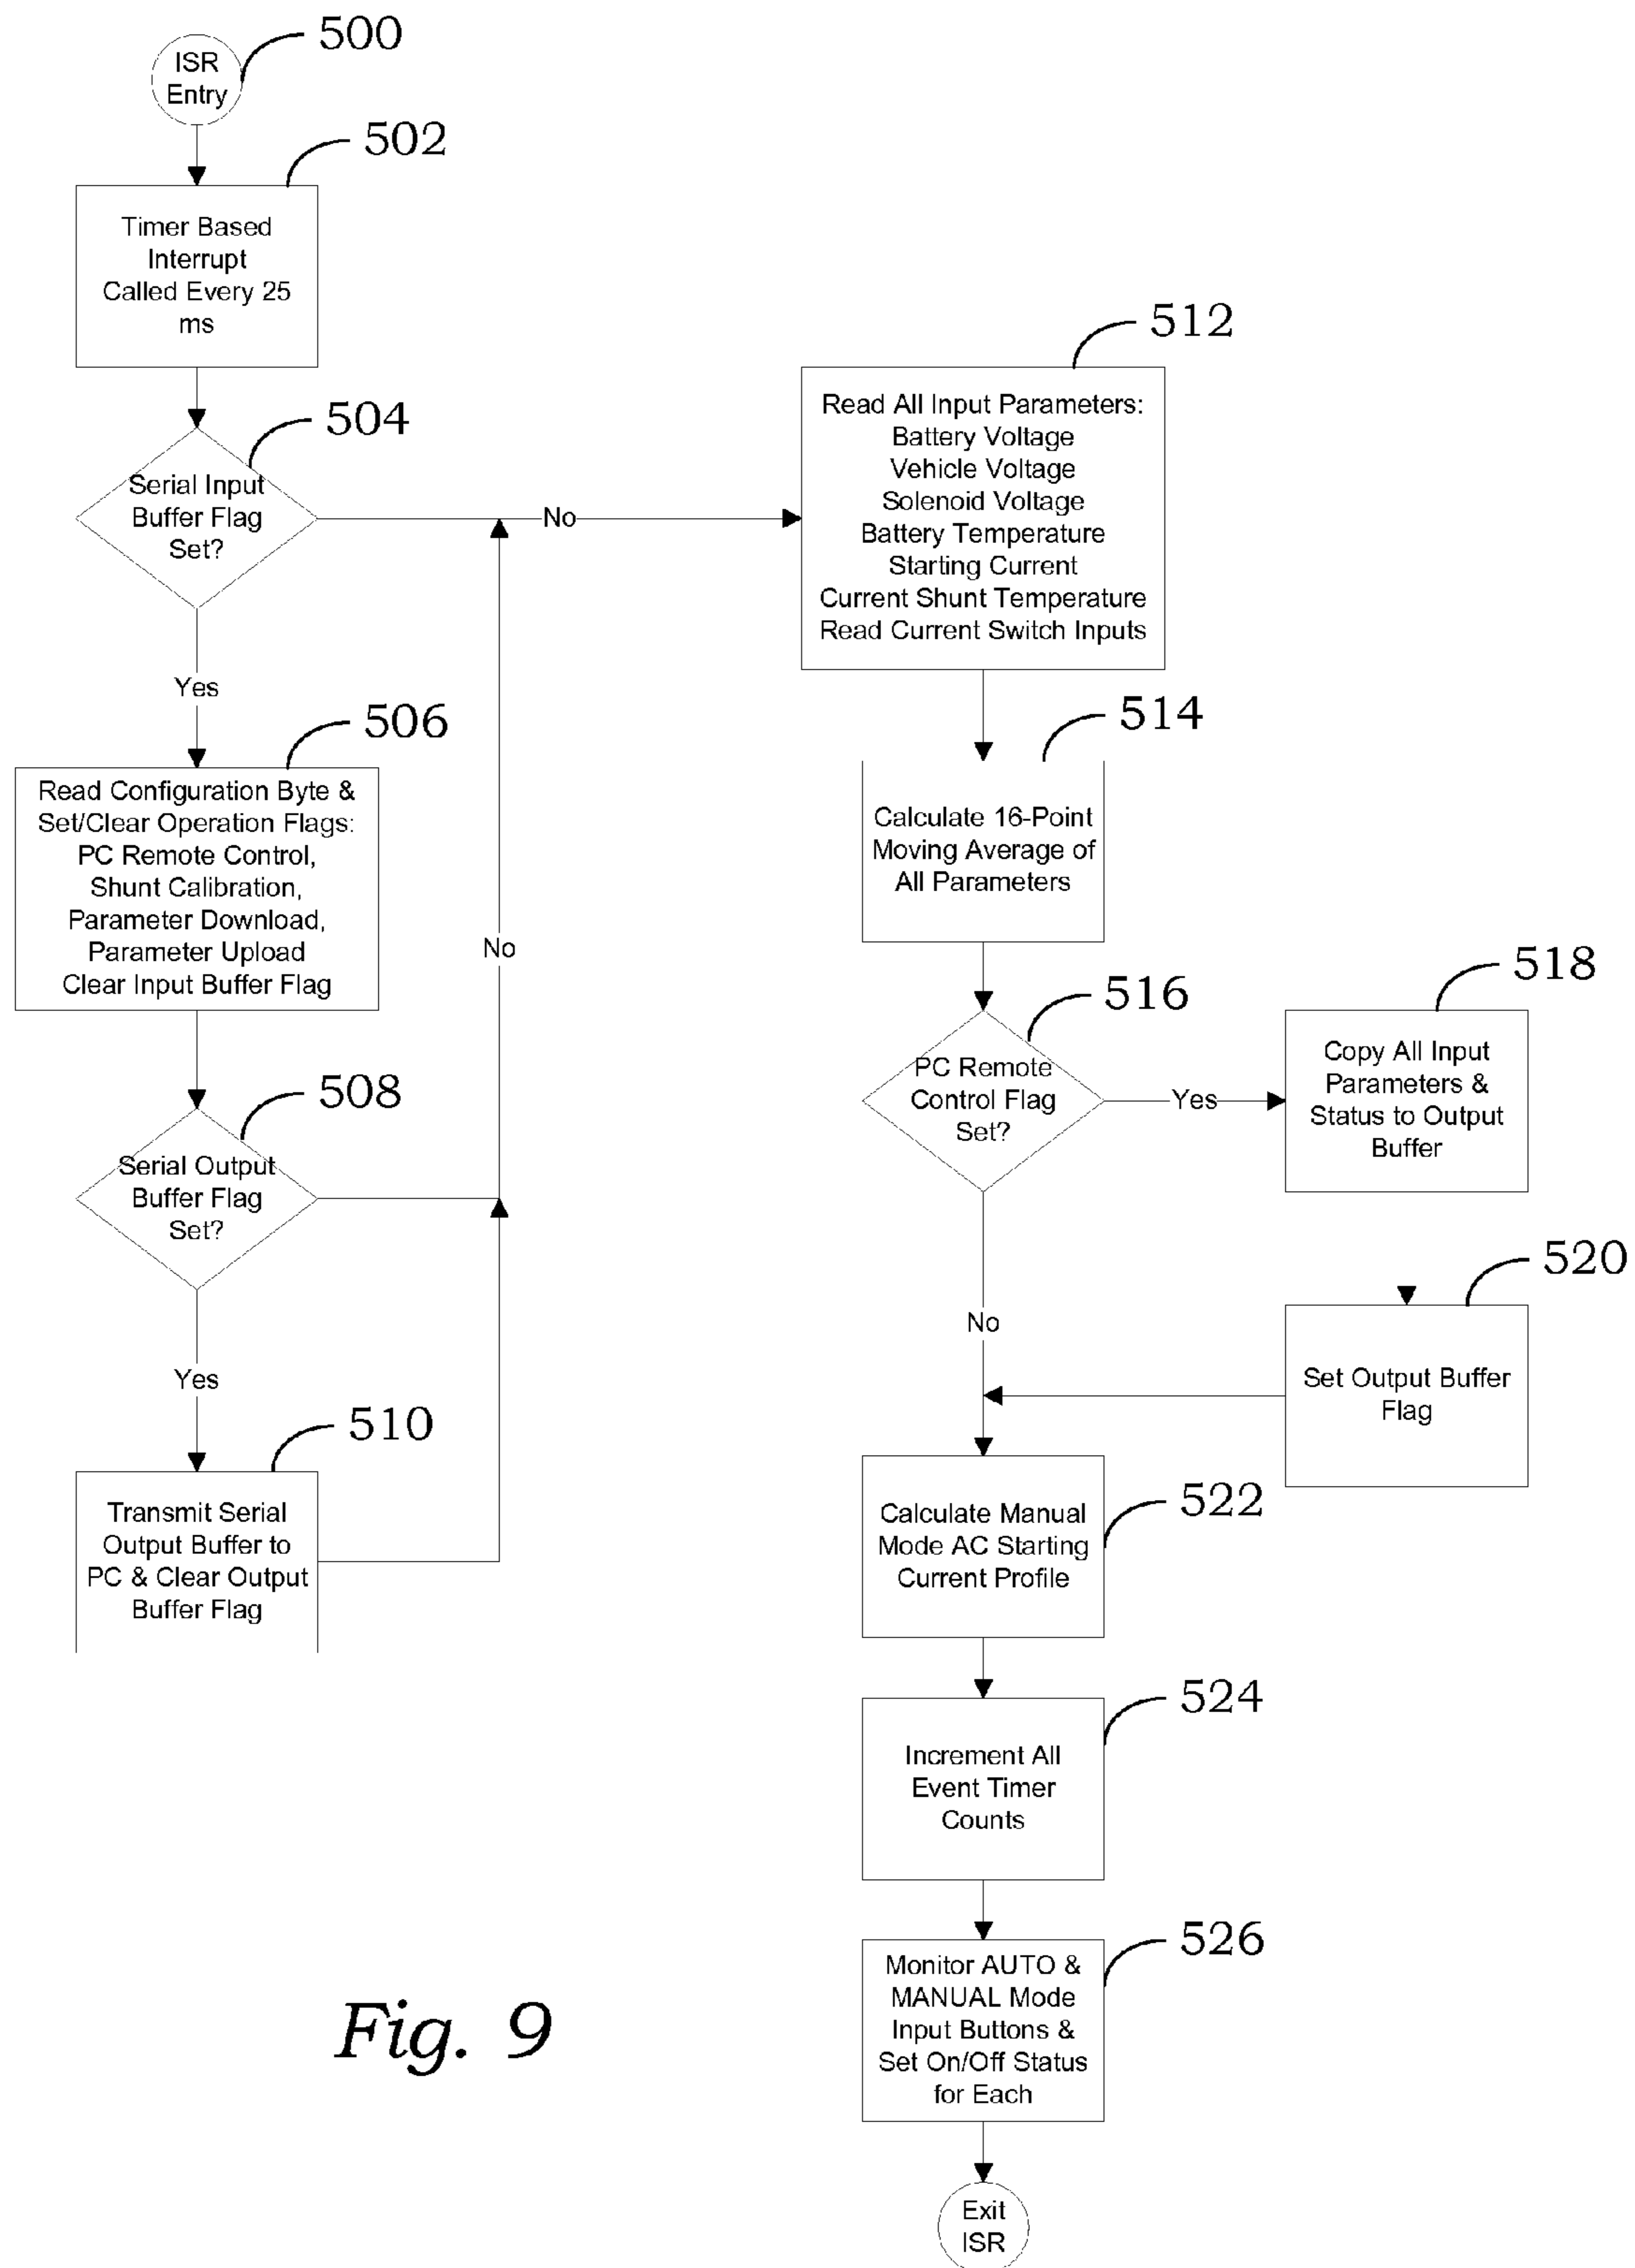 500
ISR
Entry
502
Timer Based
Interrupt
Called Every 25
ms
504
Serial Input
Buffer Flag
Set?
No
Yes
506
Read Configuration Byte &
Set/Clear Operation Flags:
PC Remote Control,
Shunt Calibration,
Parameter Download,
Parameter Upload
Clear Input Buffer Flag
No
508
Serial Output
Buffer Flag
Set?
Yes
510
Transmit Serial
Output Buffer to
PC & Clear Output
Buffer Flag
512
Read All Input Parameters:
Battery Voltage
Vehicle Voltage
Solenoid Voltage
Battery Temperature
Starting Current
Current Shunt Temperature
Read Current Switch Inputs
514
Calculate 16-Point
Moving Average of
All Parameters
516
PC Remote
Control Flag
Set?
Yes
518
Copy All Input
Parameters &
Status to Output
Buffer
No
520
Set Output Buffer
Flag
522
Calculate Manual
Mode AC Starting
Current Profile
524
Increment All
Event Timer
Counts
526
Monitor AUTO &
MANUAL Mode
Input Buttons &
Set On/Off Status
for Each
Exit
ISR
Fig. 9